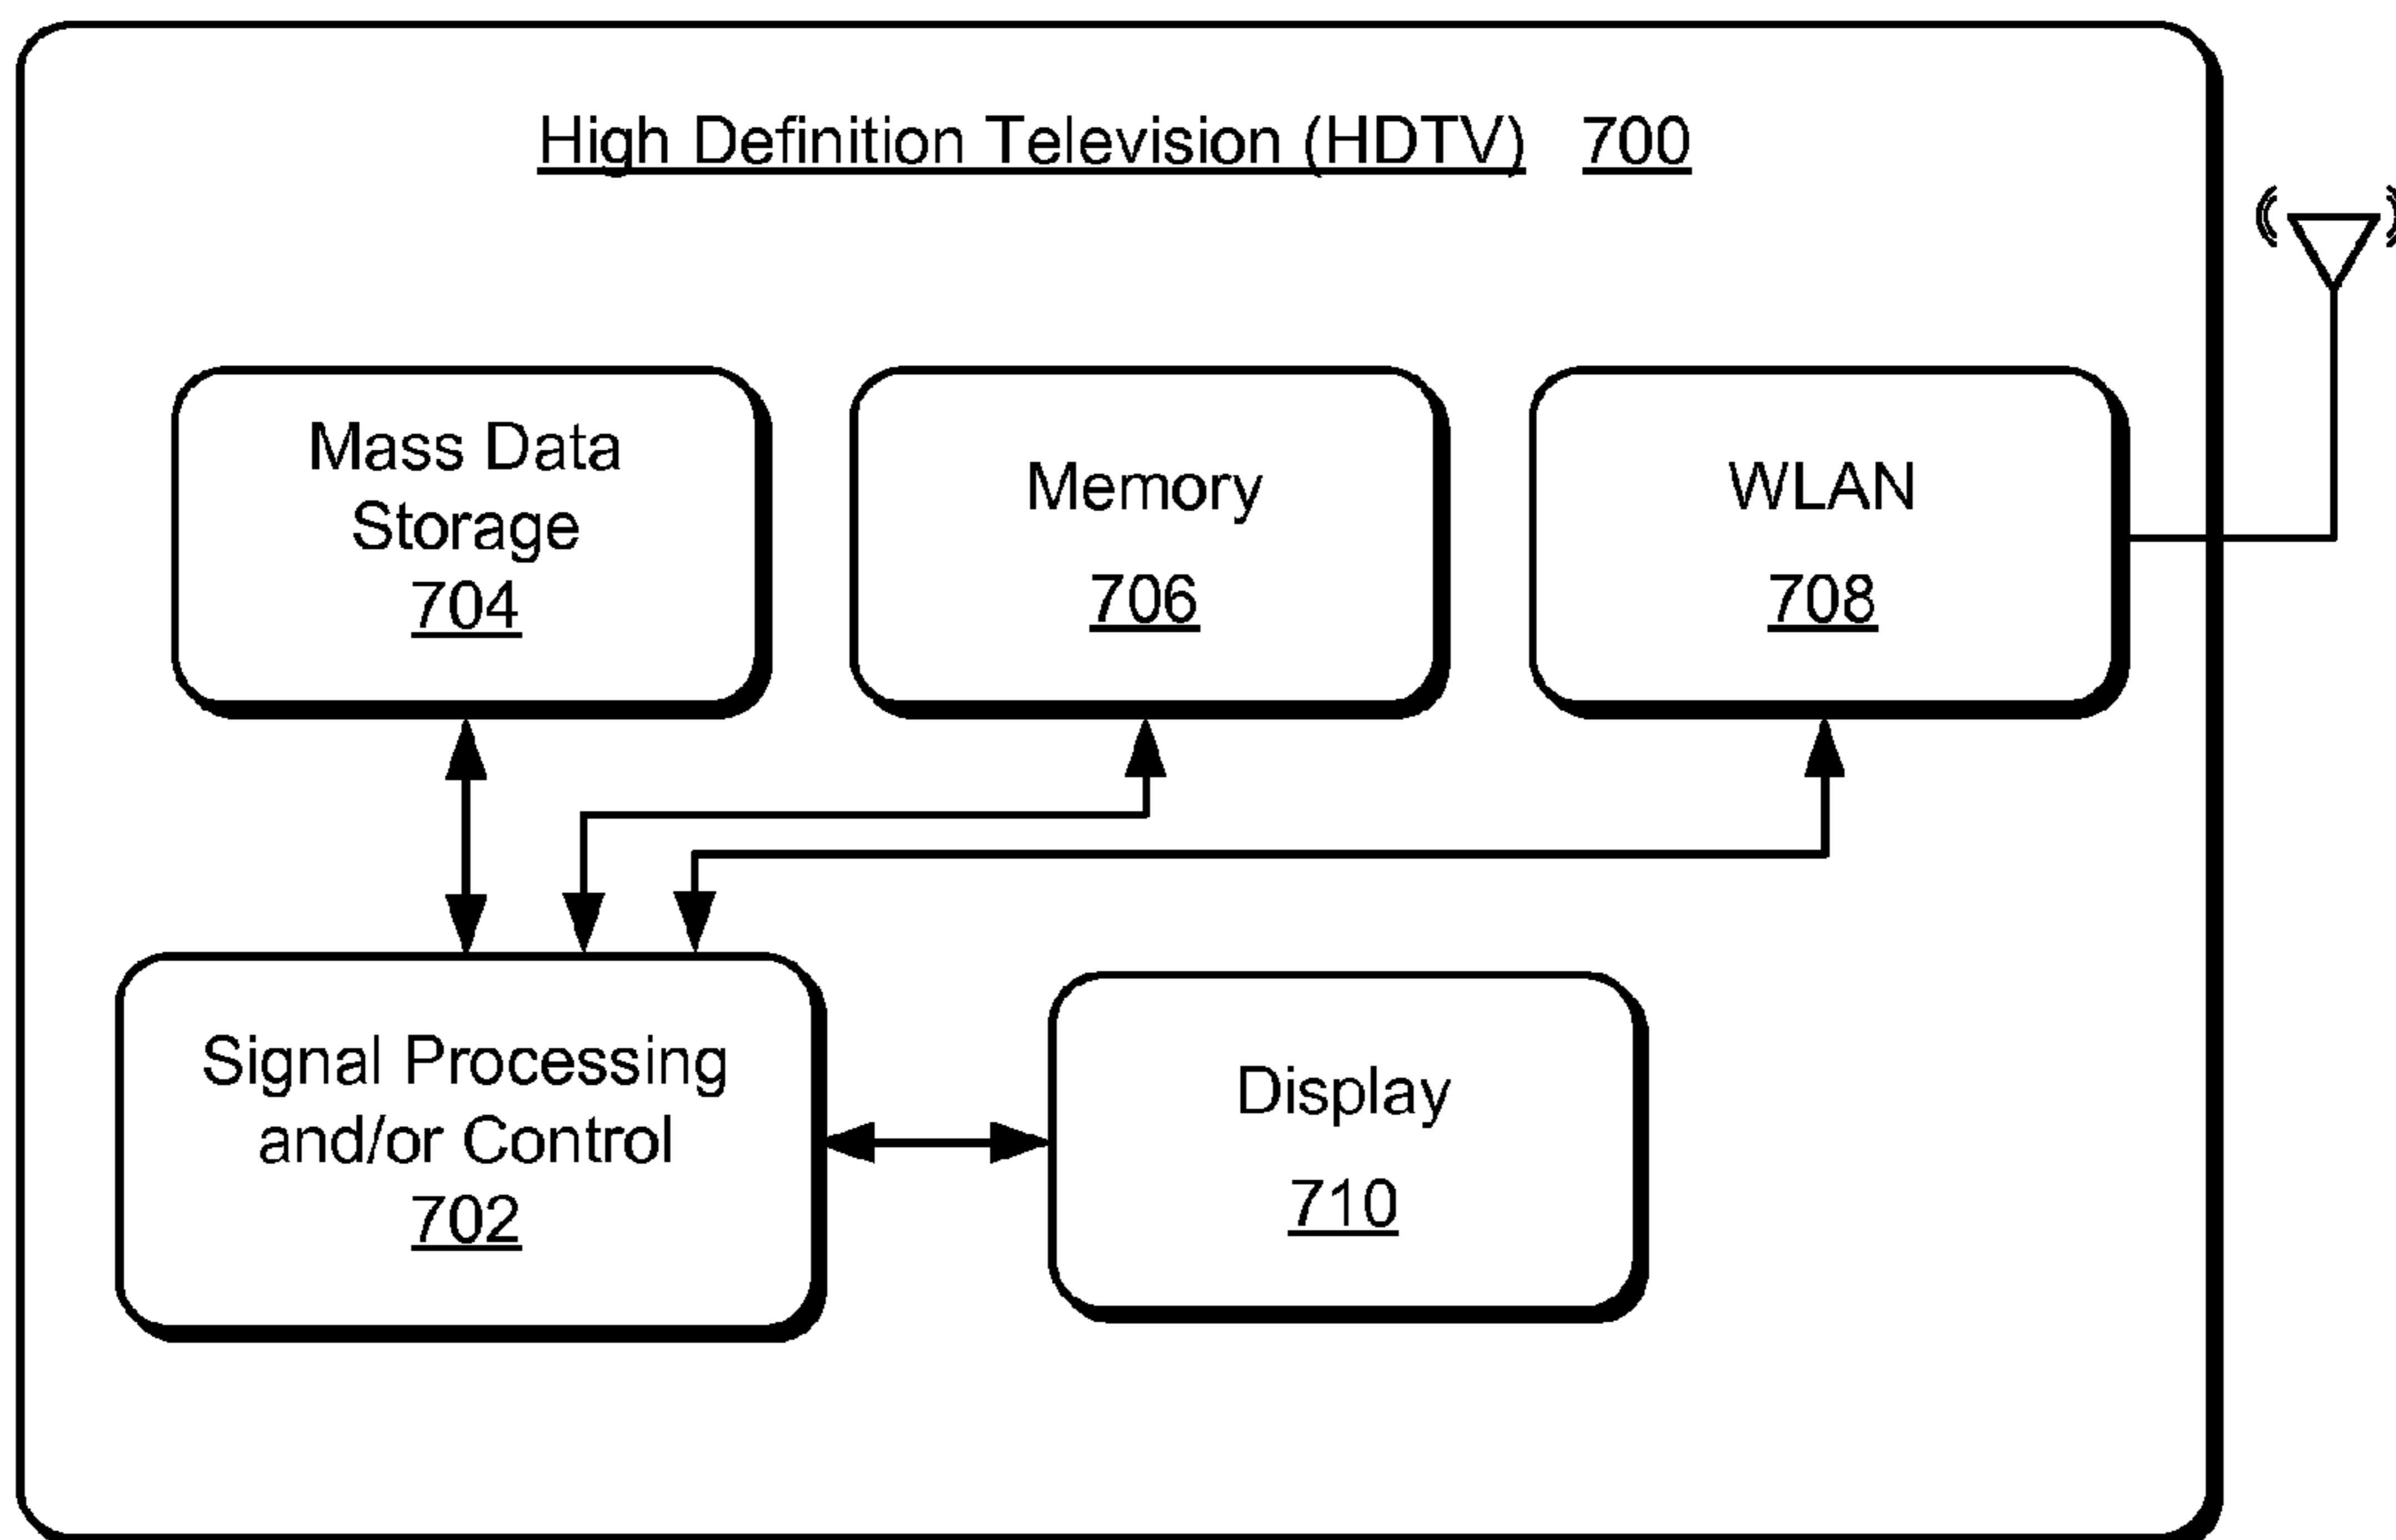 High Definition Television (HDTV) 700
Mass Data
Storage
704
Memory
706
WLAN
708
Signal Processing
and/or Control
702
Display
710